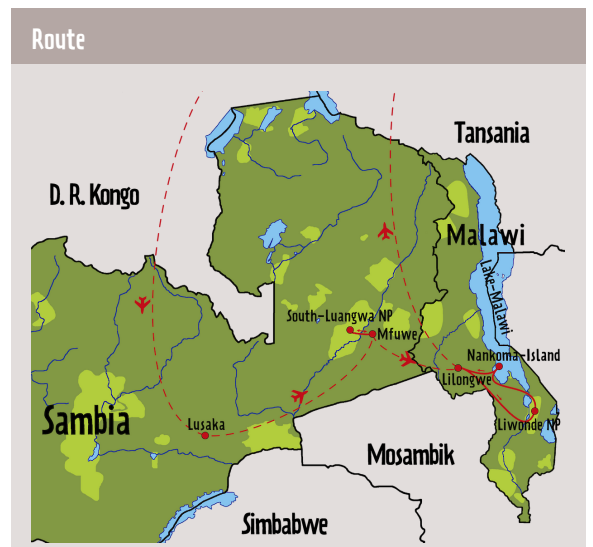 Route
Tansania
D. R. Kongo
Malawi
Lake-Malawi
South-Luangwa NP
Mfuwe
Nankoma-Island
Lilongwe
Sambia
Lusaka
Liwonde NP
Mosambik
Simbabwe